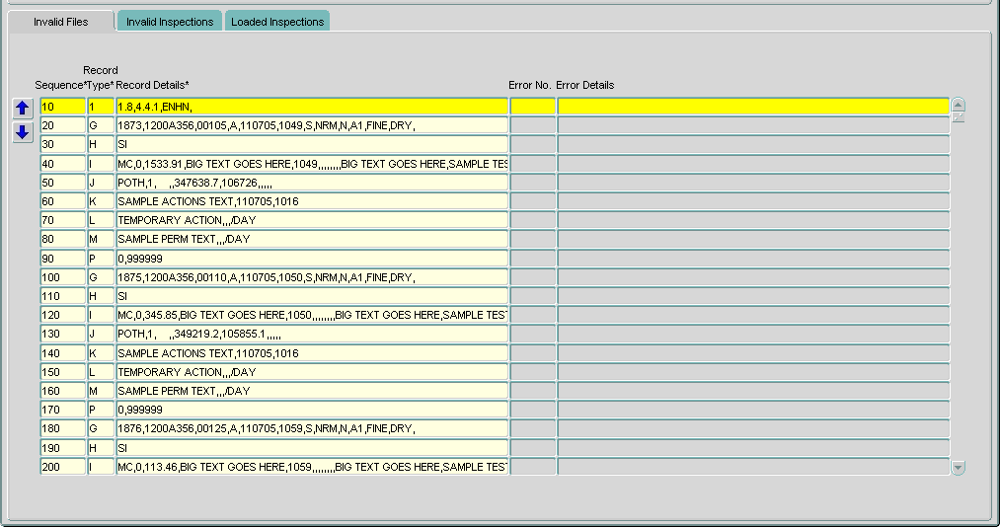 Invalid Files Invalid Inspections Loaded Inspections
Record
Sequence*Type* Record Details* Error No. Error Details
10 1 1.8,4.4.1,ENHN,
20 G 1873,1200A356,00105,A,110705,1049,S,NRM,N,A1,FINE,DRY,
30 H SI
40 I MC,0,1533.91,BIG TEXT GOES HERE,1049,,,,,,,,BIG TEXT GOES HERE,SAMPLE TES
50 J POTH,1, ,,347638.7,106726,,,,,
60 K SAMPLE ACTIONS TEXT,110705,1016
70 L TEMPORARY ACTION,,,/DAY
80 M SAMPLE PERM TEXT,,,/DAY
90 P 0,999999
100 G 1875,1200A356,00110,A,110705,1050,S,NRM,N,A1,FINE,DRY,
110 H SI
120 I MC,0,345.85,BIG TEXT GOES HERE,1050,,,,,,,,BIG TEXT GOES HERE,SAMPLE TEST
130 J POTH,1, ,,349219.2,105855.1,,,,,
140 K SAMPLE ACTIONS TEXT,110705,1016
150 L TEMPORARY ACTION,,,/DAY
160 M SAMPLE PERM TEXT,,,/DAY
170 P 0,999999
180 G 1876,1200A356,00125,A,110705,1059,S,NRM,N,A1,FINE,DRY,
190 H SI
200 I MC,0,113.46,BIG TEXT GOES HERE,1059,,,,,,,,BIG TEXT GOES HERE,SAMPLE TEST